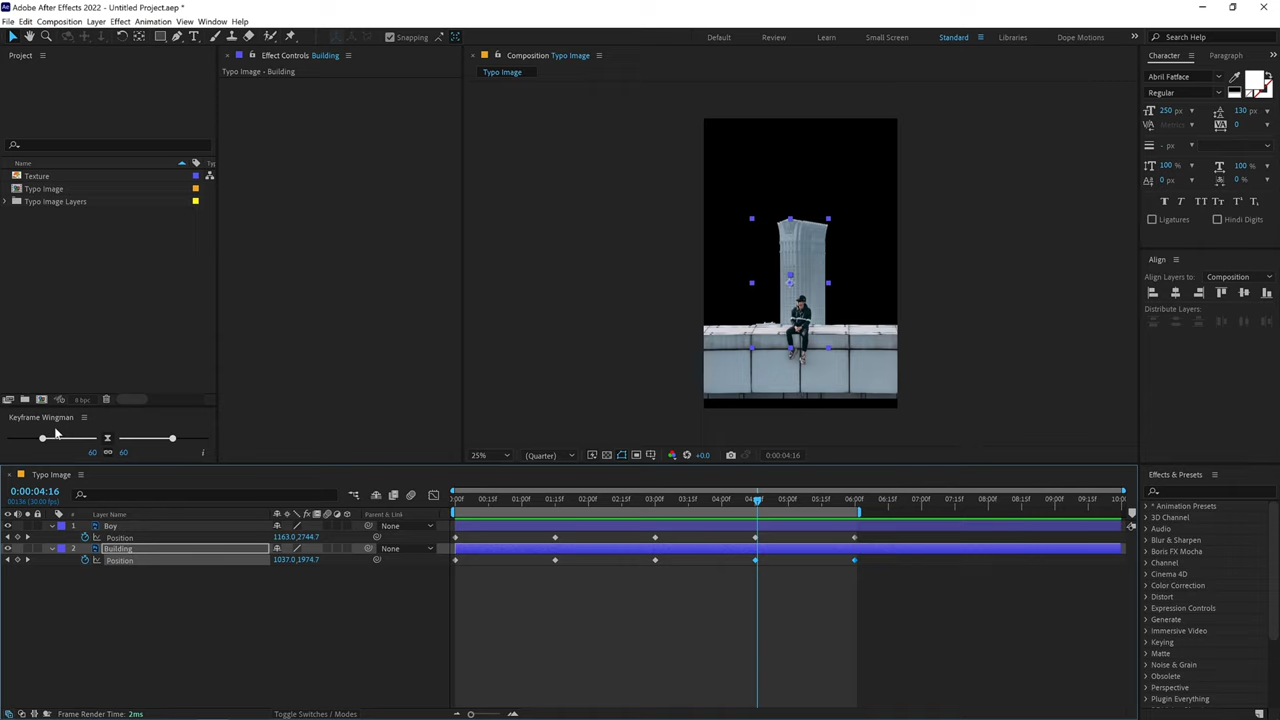 Adobe After Effects 2022 - Untitled Project.aep *
File Edit Composition Layer Effect Animation View Window Help
Snapping
Default Review Learn Small Screen Standard Libraries Dope Motions Search Help
Project
Effect Controls Building
Composition Typo Image
Character Paragraph
Typo Image • Building
Typo Image
Abril Fatface
Regular
250 px 130 px
Metrics 0
- px
100 % 100 %
0 px 0 %
Name
Texture
Typo Image
Typo Image Layers
Ligatures Hindi Digits
Align
Align Layers to: Composition
Distribute Layers:
8 bpc
Keyframe Wingman
60 60
25% (Quarter) +0.0 0:00:04:16
Typo Image
0:00:04:16
00136 (30.00 fps)
01:00f 01:15f 02:00f 02:15f 03:00f 03:15f 04:00f 05:00f 05:15f 06:00f 06:15f 07:00f 07:15f 08:00f 08:15f 09:00f 09:15f
# Layer Name Parent & Link
1 Boy None
Position 1163.0,2744.7
2 Building None
Position 1037.0,1974.7
Effects & Presets
* Animation Presets
3D Channel
Audio
Blur & Sharpen
Boris FX Mocha
Channel
Cinema 4D
Color Correction
Distort
Expression Controls
Generate
Immersive Video
Keying
Matte
Noise & Grain
Obsolete
Perspective
Plugin Everything
Frame Render Time: 2ms
Toggle Switches / Modes